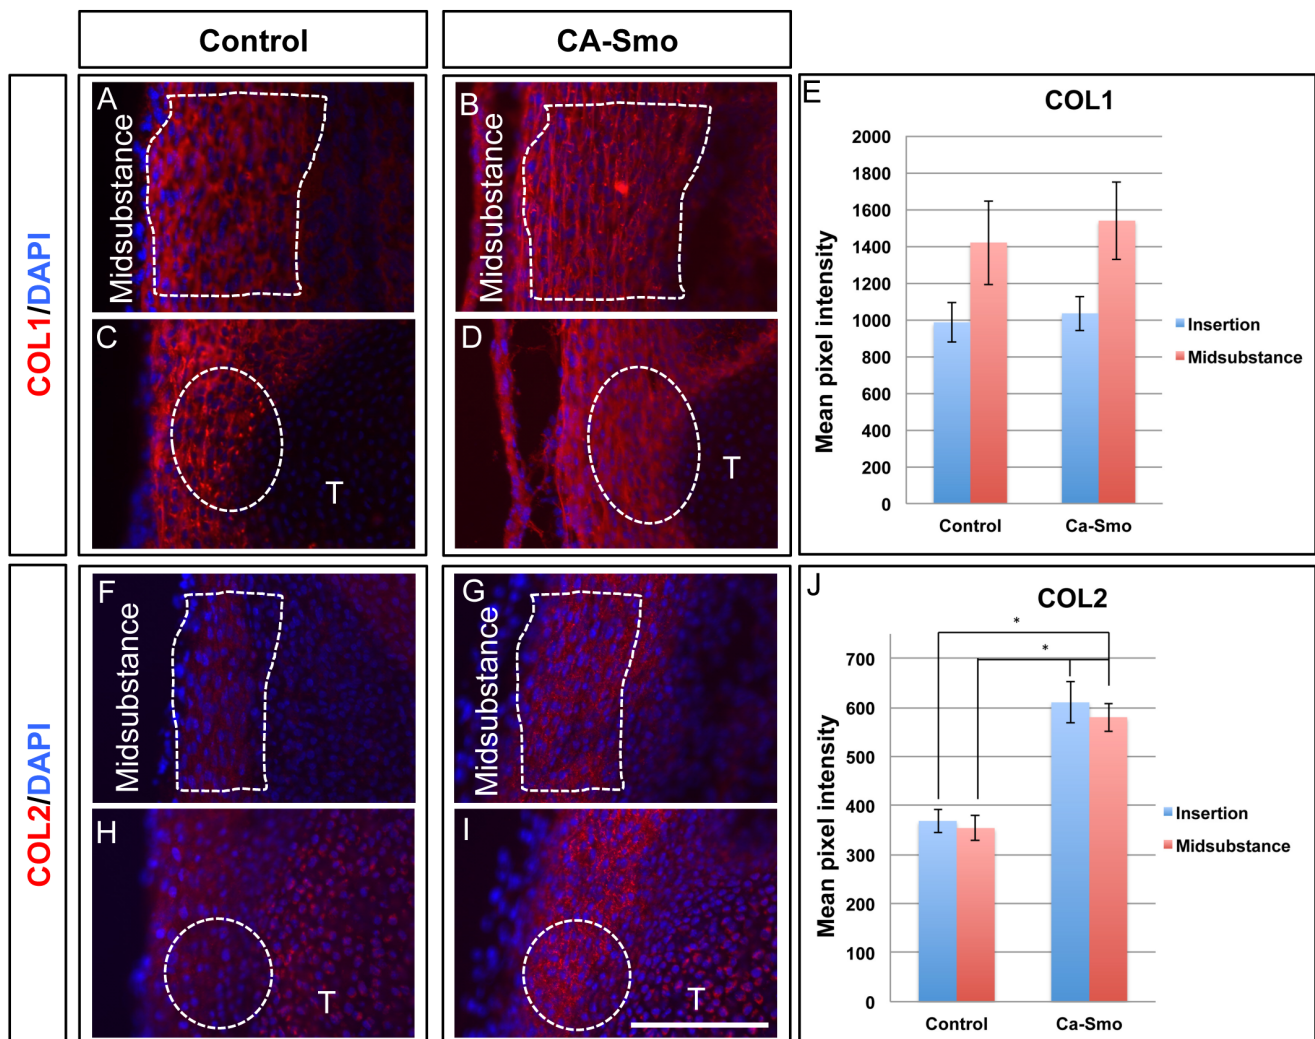 Control
CA-Smo
COL1/DAPI
A
Midsubstance
B
Midsubstance
C
T
D
T
E
COL1
Mean pixel intensity
2000
1800
1600
1400
1200
1000
800
600
400
200
0
Control
Ca-Smo
Insertion
Midsubstance
COL2/DAPI
F
Midsubstance
G
Midsubstance
H
T
I
T
J
COL2
*
*
Mean pixel intensity
700
600
500
400
300
200
100
0
Control
Ca-Smo
Insertion
Midsubstance